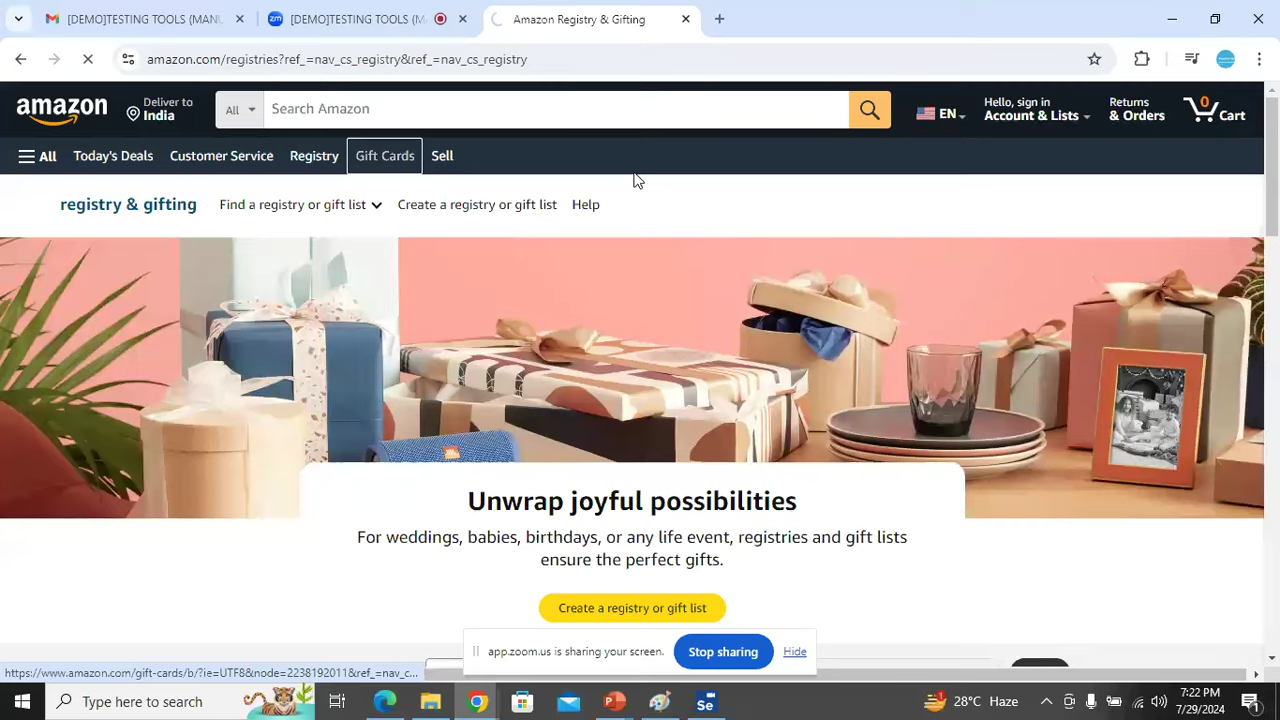 [DEMO]TESTING TOOLS (MANU
[DEMO]TESTING TOOLS (M
Amazon Registry & Gifting
amazon.com/registries?ref_=nav_cs_registry&ref_=nav_cs_registry
amazon
Deliver to
India
All
Search Amazon
EN
Hello, sign in
Account & Lists
Returns
& Orders
0
Cart
All
Today's Deals
Customer Service
Registry
Gift Cards
Sell
registry & gifting
Find a registry or gift list
Create a registry or gift list
Help
JBL
Unwrap joyful possibilities
For weddings, babies, birthdays, or any life event, registries and gift lists
ensure the perfect gifts.
Create a registry or gift list
app.zoom.us is sharing your screen.
Stop sharing
Hide
https://www.amazon.com/gift-cards/b/?ie=UTF8&node=2238192011&ref_=nav_c...
Type here to search
Se
28°C Haze
7:22 PM
7/29/2024
1